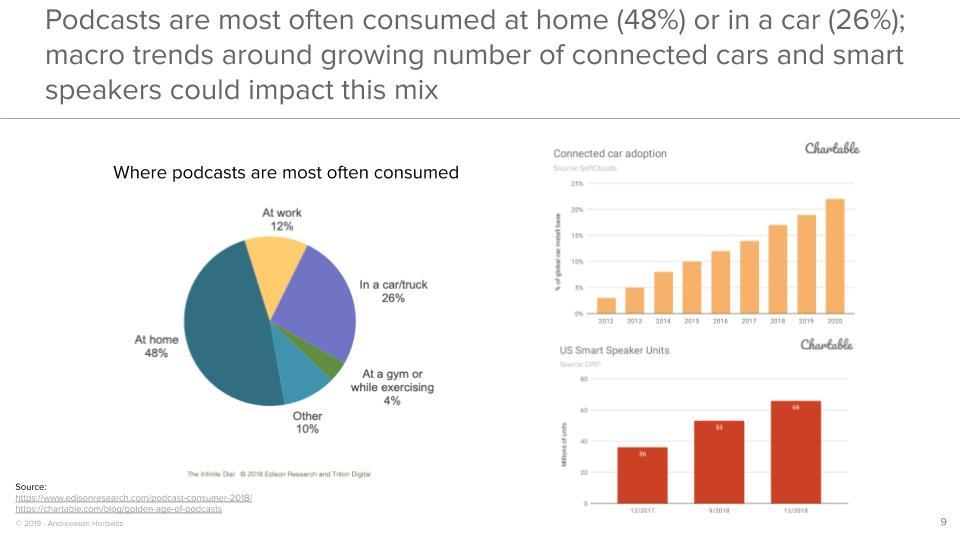 Podcasts are most often consumed at home (48%) or in a car (26%);
macro trends around growing number of connected cars and smart
speakers could impact this mix
Where podcasts are most often consumed
At work
12%
In a car/truck
26%
At home
48%
At a gym or
while exercising
4%
Other
10%
The Infinite Dial © 2018 Edison Research and Triton Digital
Connected car adoption
Chartable
Source: SoftClouds
% of global car install base
25%
20%
15%
10%
5%
0%
2012 2013 2014 2015 2016 2017 2018 2019 2020
US Smart Speaker Units
Chartable
Source: CIRP
Millions of units
80
60
40
20
0
36
53
66
12/2017 9/2018 12/2018
Source:
https://www.edisonresearch.com/podcast-consumer-2018/
https://chartable.com/blog/golden-age-of-podcasts
© 2019 - Andreessen Horowitz
9